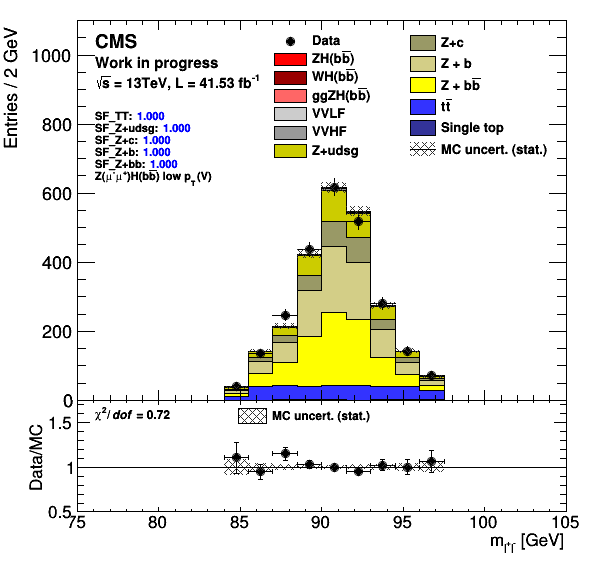 CMS
Work in progress
√s = 13TeV, L = 41.53 fb⁻¹
SF_TT: 1.000
SF_Z+udsg: 1.000
SF_Z+c: 1.000
SF_Z+b: 1.000
SF_Z+bb: 1.000
Z(μ⁻μ⁺)H(bb̅) low p_T(V)
Data
ZH(bb̅)
WH(bb̅)
ggZH(bb̅)
VVLF
VVHF
Z+udsg
Z+c
Z + b
Z + bb̅
tt̅
Single top
MC uncert. (stat.)
Entries / 2 GeV
1000
800
600
400
200
0
χ²/dof = 0.72
MC uncert. (stat.)
Data/MC
1.5
1
0.5
75 80 85 90 95 100 105
m_l⁺l⁻ [GeV]